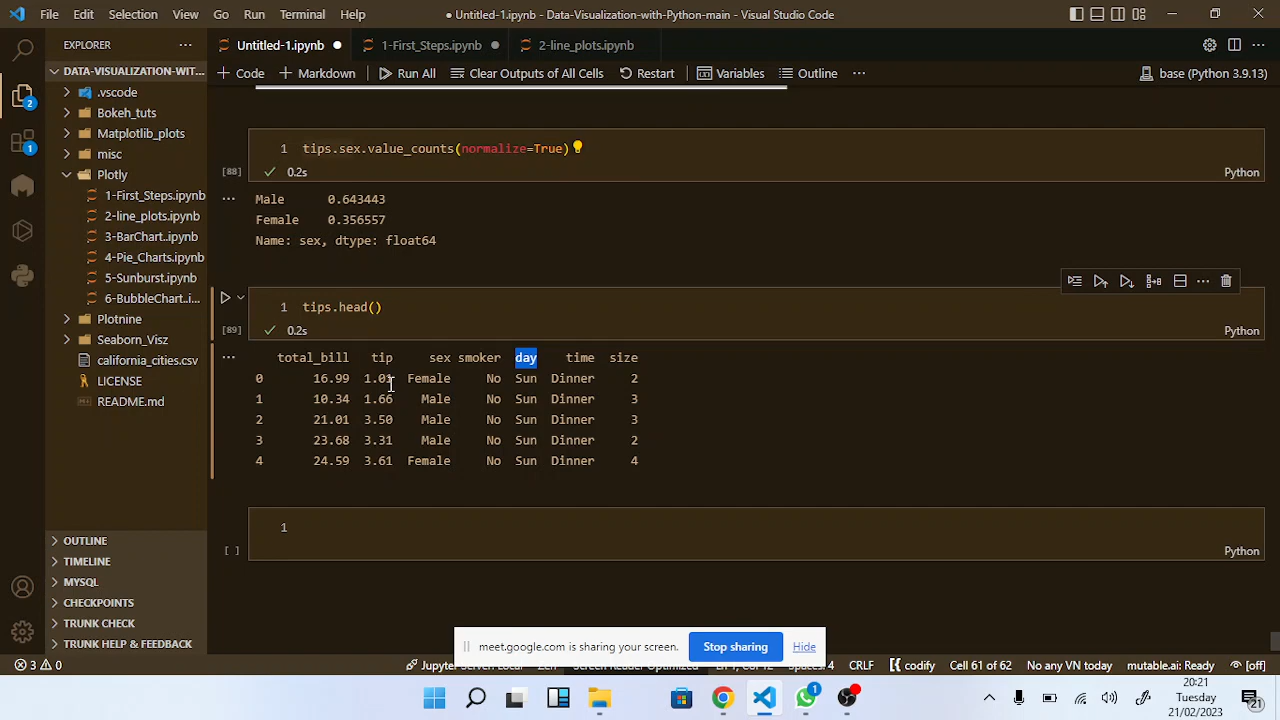 File Edit Selection View Go Run Terminal Help
● Untitled-1.ipynb - Data-Visualization-with-Python-main - Visual Studio Code
EXPLORER
Untitled-1.ipynb ● 1-First_Steps.ipynb ● 2-line_plots.ipynb
DATA-VISUALIZATION-WIT...
+ Code + Markdown Run All Clear Outputs of All Cells Restart Variables Outline ... base (Python 3.9.13)
.vscode
Bokeh_tuts
Matplotlib_plots
misc
Plotly
1-First_Steps.ipynb
2-line_plots.ipynb
3-BarChart..ipynb
4-Pie_Charts.ipynb
5-Sunburst.ipynb
6-BubbleChart..i...
Plotnine
Seaborn_Visz
california_cities.csv
LICENSE
README.md
OUTLINE
TIMELINE
MYSQL
CHECKPOINTS
TRUNK CHECK
TRUNK HELP & FEEDBACK
2
1
1 tips.sex.value_counts(normalize=True)
[88] 0.2s Python
Male 0.643443
Female 0.356557
Name: sex, dtype: float64
1 tips.head()
[89] 0.2s Python
total_bill tip sex smoker day time size
0 16.99 1.01 Female No Sun Dinner 2
1 10.34 1.66 Male No Sun Dinner 3
2 21.01 3.50 Male No Sun Dinner 3
3 23.68 3.31 Male No Sun Dinner 2
4 24.59 3.61 Female No Sun Dinner 4
1
[ ] Python
meet.google.com is sharing your screen. Stop sharing Hide
3 0 Jupyter Server: CRLF codify Cell 61 of 62 No any VN today mutable.ai: Ready [off]
1
20:21
Tuesday
21/02/2023
21